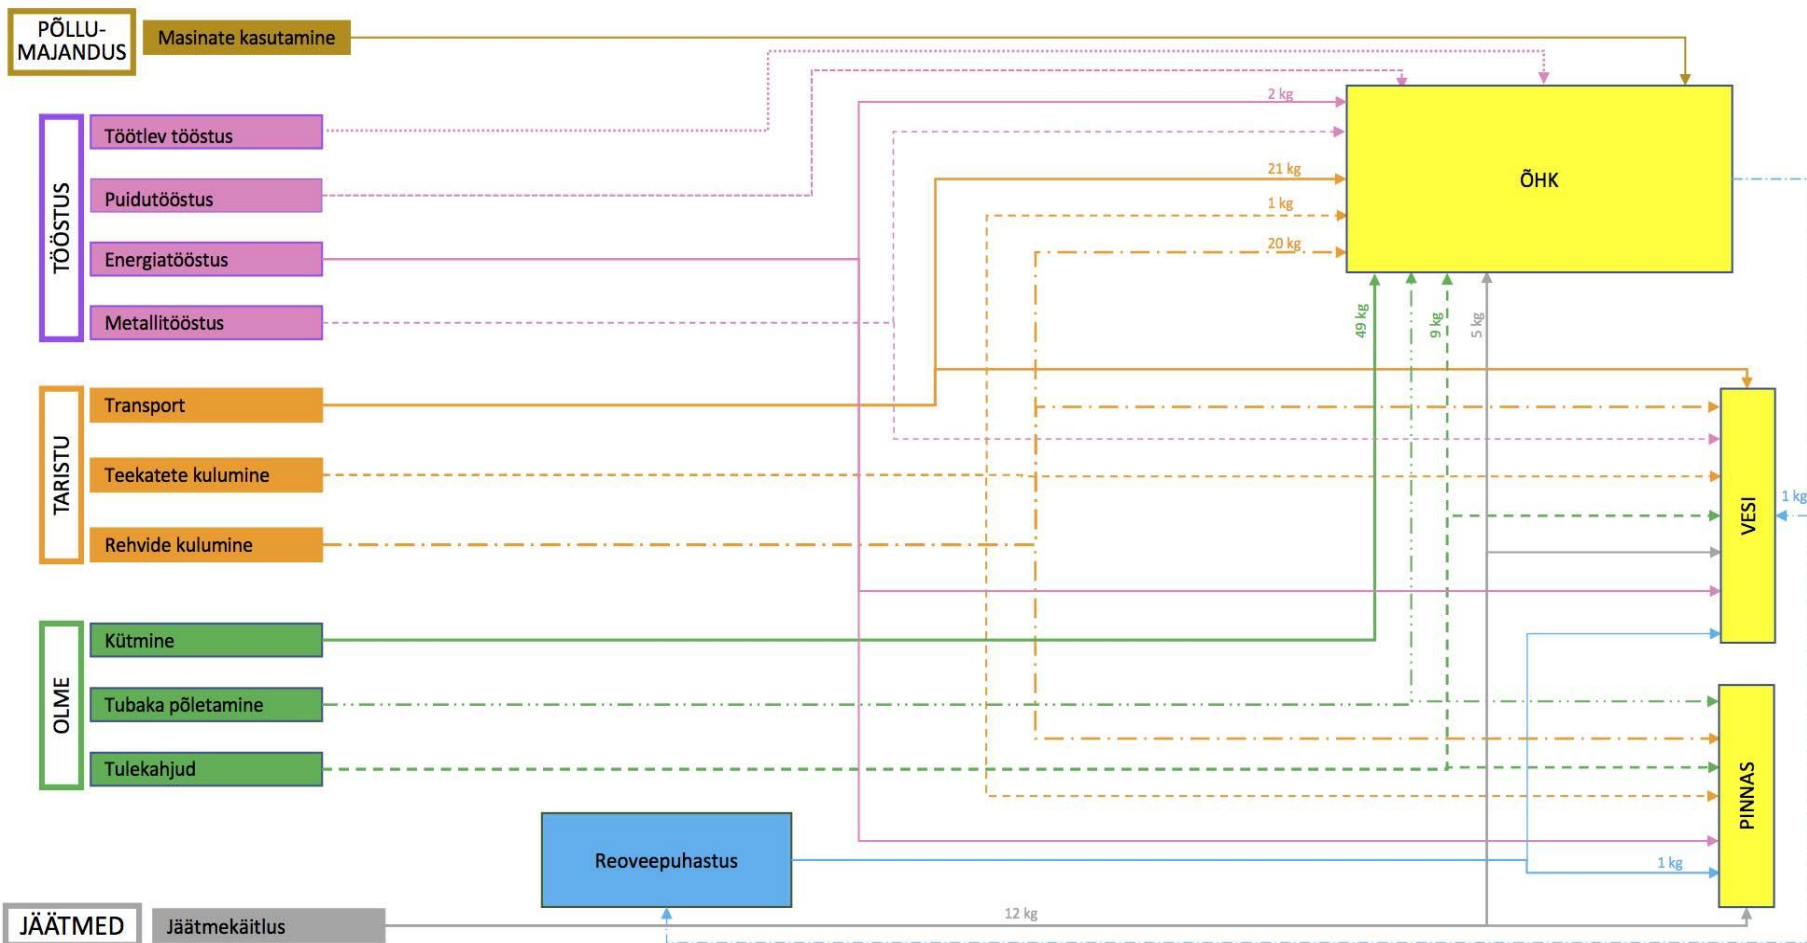 PÕLLU-
MAJANDUS
Masinate kasutamine
TÖÖSTUS
Töötlev tööstus
Puidutööstus
Energiatööstus
Metallitööstus
2 kg
21 kg
1 kg
20 kg
ÕHK
49 kg
9 kg
5 kg
TARISTU
Transport
Teekatete kulumine
Rehvide kulumine
VESI
1 kg
OLME
Kütmine
Tubaka põletamine
Tulekahjud
PINNAS
Reoveepuhastus
1 kg
JÄÄTMED
Jäätmekäitlus
12 kg